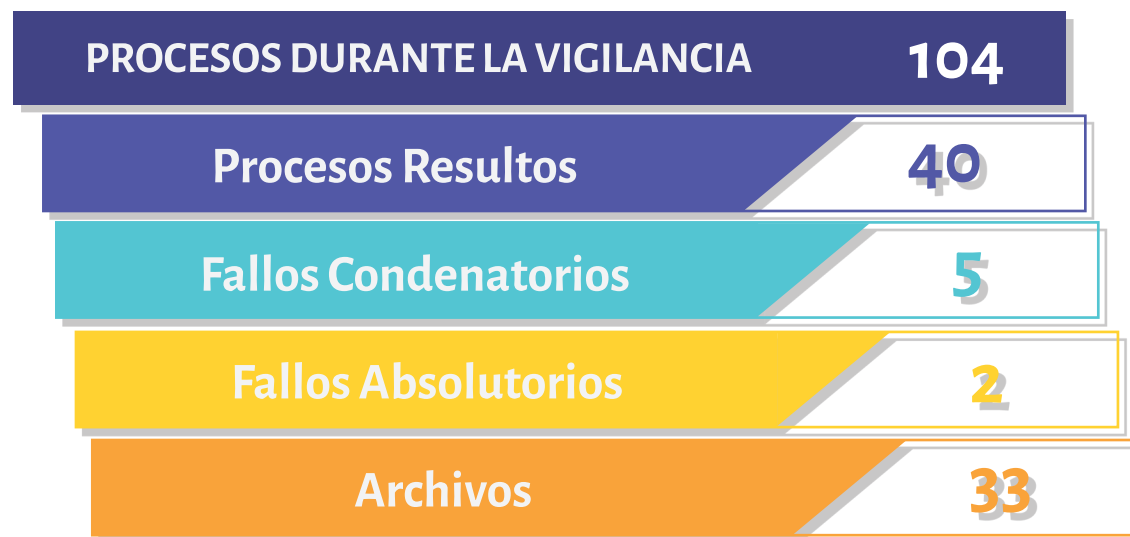 PROCESOS DURANTE LA VIGILANCIA 104
Procesos Resultos 40
Fallos Condenatorios 5
Fallos Absolutorios 2
Archivos 33